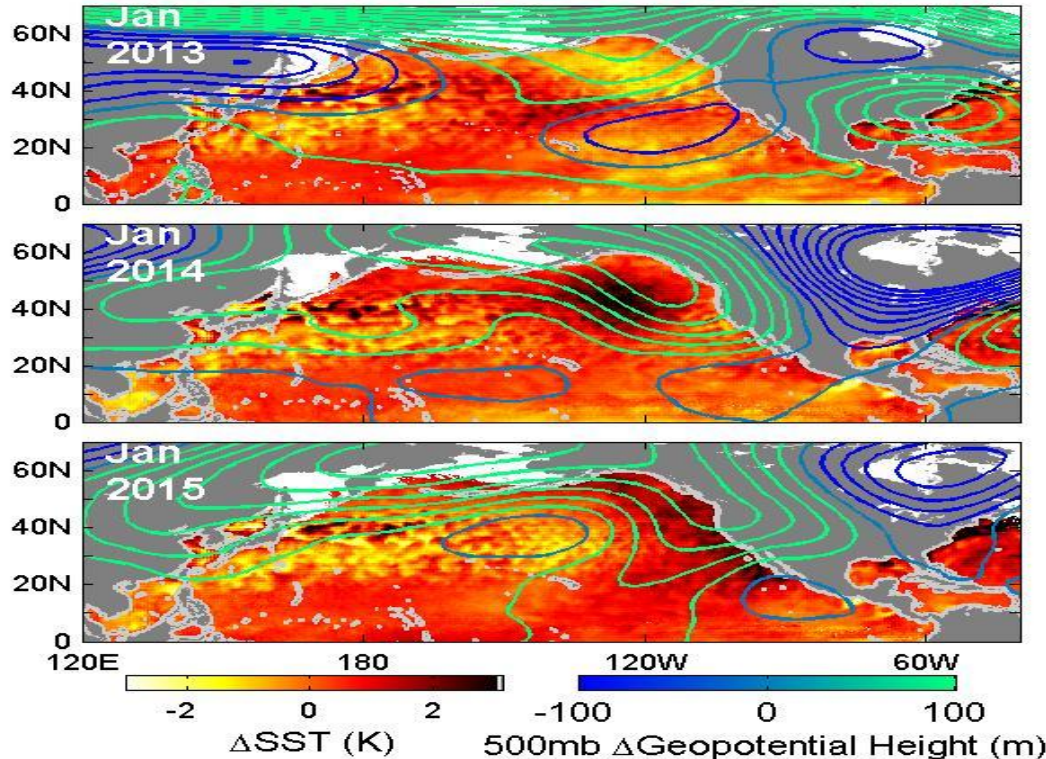 Jan
2013
60N
40N
20N
0
Jan
2014
60N
40N
20N
0
Jan
2015
60N
40N
20N
0
120E 180 120W 60W
-2 0 2 -100 0 100
ΔSST (K) 500mb ΔGeopotential Height (m)